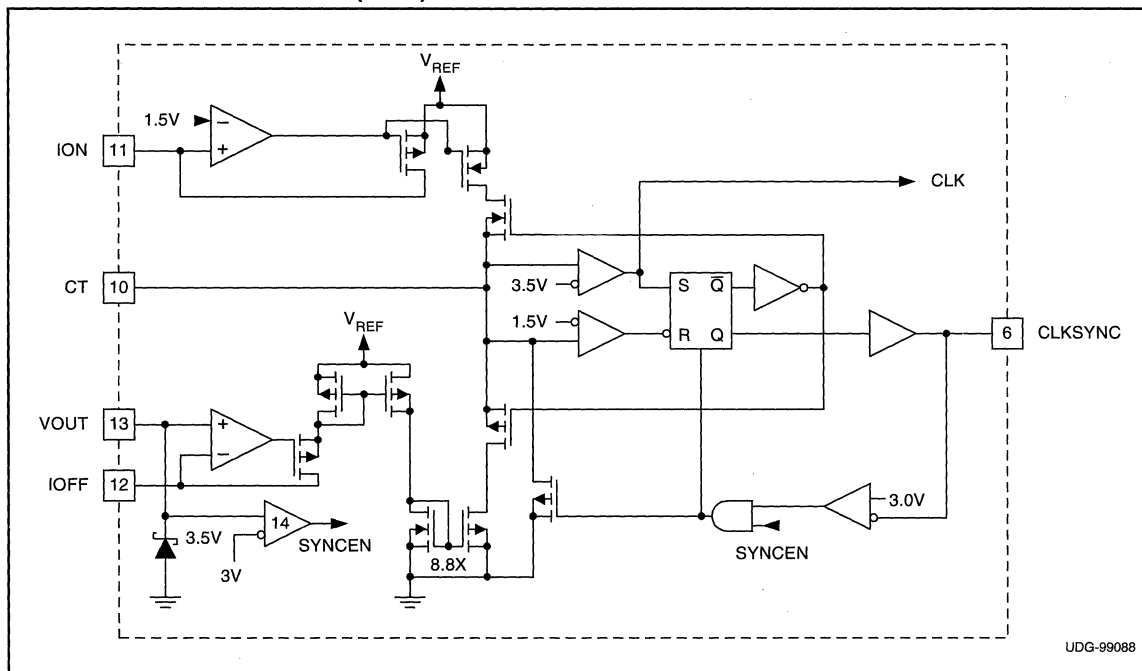 VREF
1.5V
ION
11
CLK
CT
10
3.5V
S
Q
1.5V
R
Q
6
CLKSYNC
VREF
VOUT
13
IOFF
12
3.5V
14
SYNCEN
3V
8.8X
3.0V
SYNCEN
UDG-99088